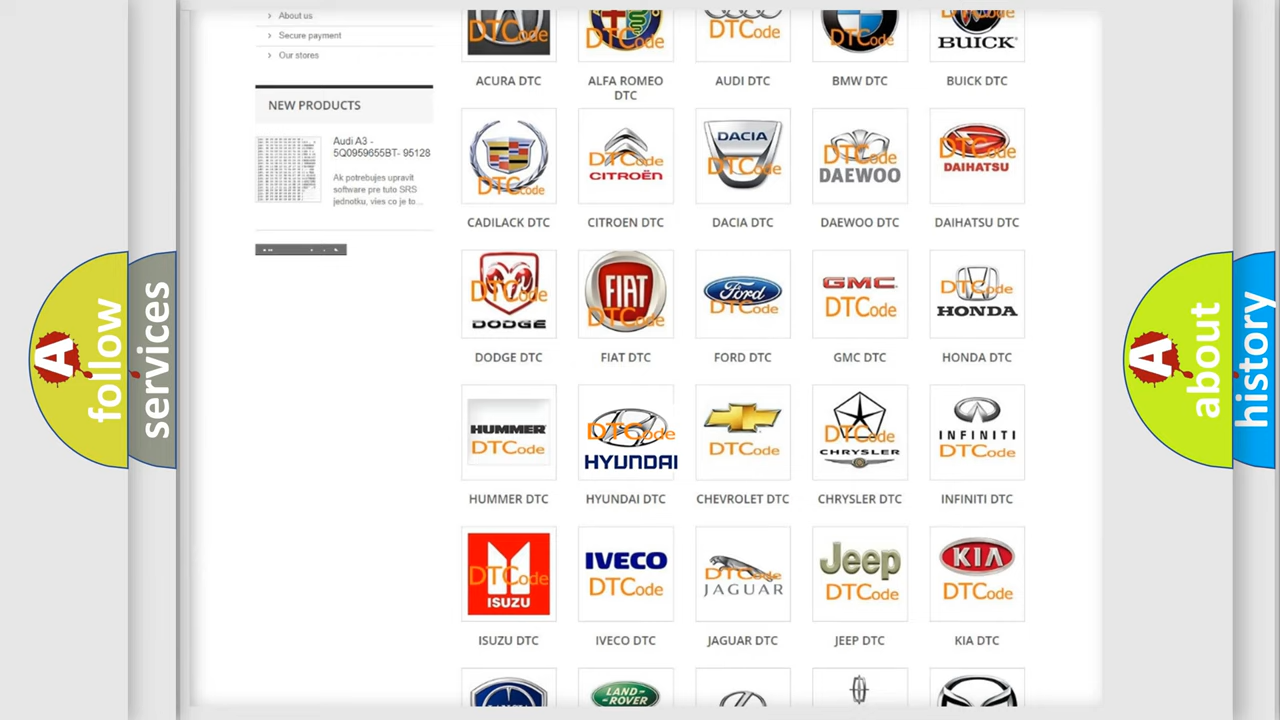 About us
Secure payment
Our stores
NEW PRODUCTS
Audi A3 -
5Q0959655BT- 95128
Ak potrebujes upravit
software pre tuto SRS
jednotku, vies co je to...
DTCode
DTCode
DTCode
DTCode
BUICK
ACURA DTC
ALFA ROMEO
DTC
AUDI DTC
BMW DTC
BUICK DTC
DTCode
DTCode
CITROËN
DACIA
DTCode
DTCode
DAEWOO
DTCode
DAIHATSU
CADILACK DTC
CITROEN DTC
DACIA DTC
DAEWOO DTC
DAIHATSU DTC
DTCode
DODGE
FIAT
DTCode
Ford
DTCode
GMC
DTCode
DTCode
HONDA
DODGE DTC
FIAT DTC
FORD DTC
GMC DTC
HONDA DTC
HUMMER
DTCode
DTCode
HYUNDAI
DTCode
DTCode
CHRYSLER
INFINITI
DTCode
HUMMER DTC
HYUNDAI DTC
CHEVROLET DTC
CHRYSLER DTC
INFINITI DTC
DTCode
ISUZU
IVECO
DTCode
DTCode
JAGUAR
Jeep
DTCode
KIA
DTCode
ISUZU DTC
IVECO DTC
JAGUAR DTC
JEEP DTC
KIA DTC
LAND-
ROVER
A
follow
services
A
about
history